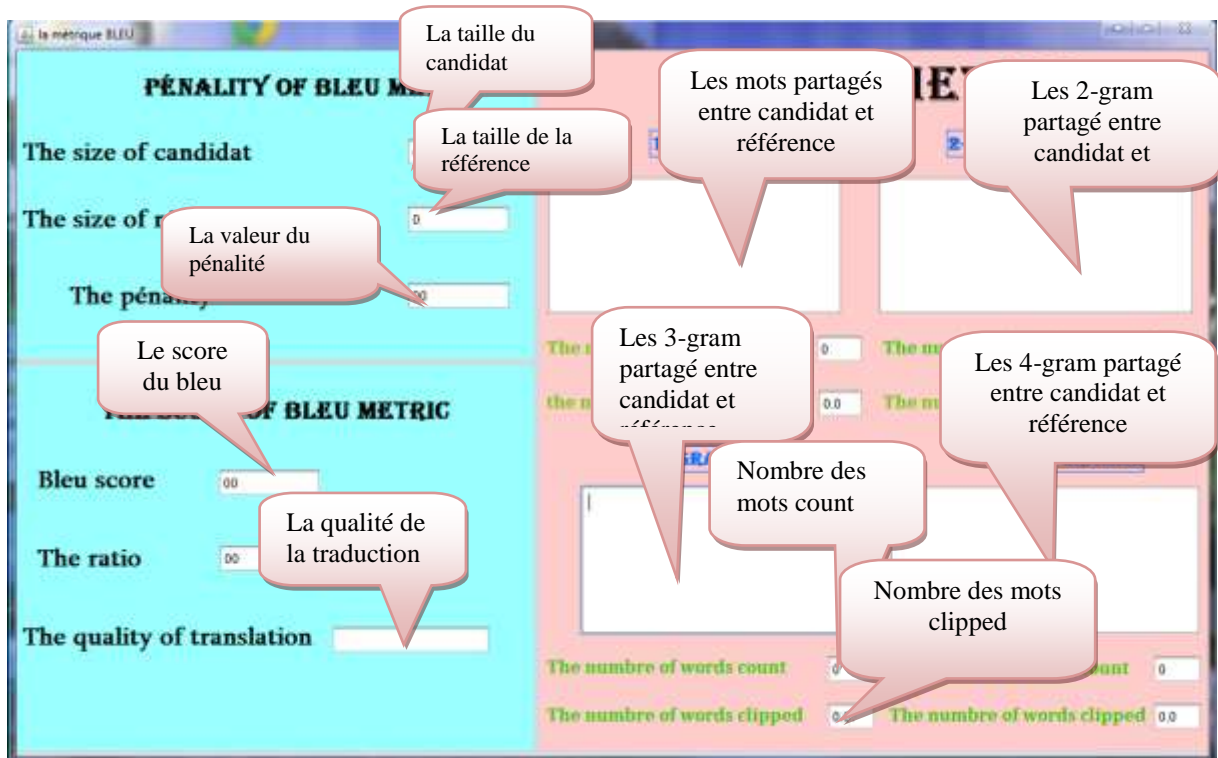 la métrique BLEU
La taille du
candidat
PÉNALITY OF BLEU
The size of candidat
La taille de la
référence
The size of
La valeur du
pénalité
The
Le score
du bleu
OF BLEU METRIC
Bleu score
00
La qualité de
la traduction
The ratio
00
The quality of translation
Les mots partagés
entre candidat et
référence
Les 2-gram
partagé entre
candidat et
0
00
Les 3-gram
partagé entre
candidat et
référence
Les 4-gram partagé
entre candidat et
référence
The
0
The
the
0.0
The
Nombre des
mots count
Nombre des mots
clipped
The numbre of words count
0
0
The numbre of words clipped
The numbre of words clipped
0.0